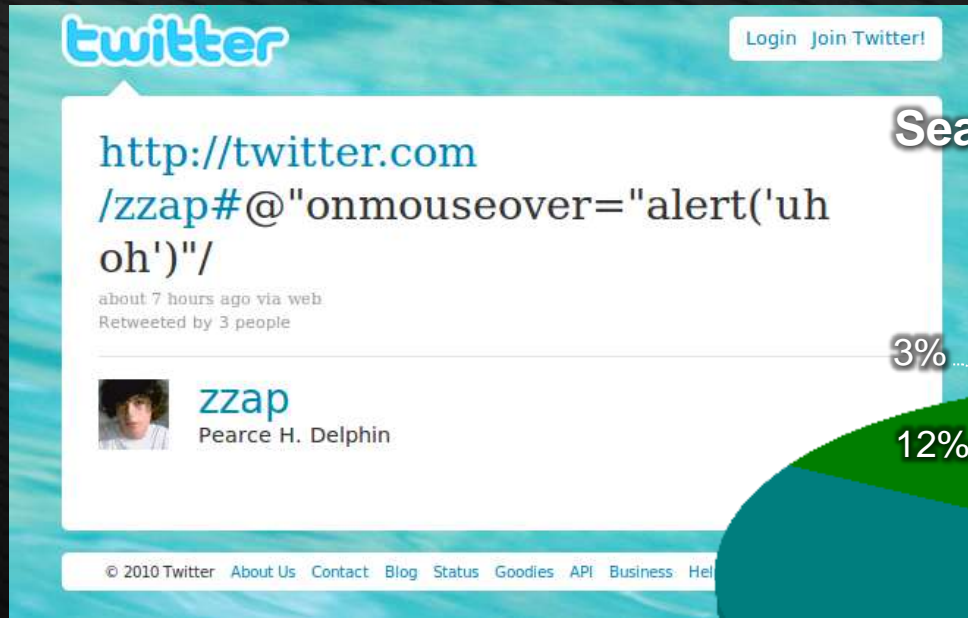 twitter
Login Join Twitter!
http://twitter.com
/zzap#@"onmouseover="alert('uh
oh')"/
about 7 hours ago via web
Retweeted by 3 people
zzap
Pearce H. Delphin
3%
12%
© 2010 Twitter About Us Contact Blog Status Goodies API Business